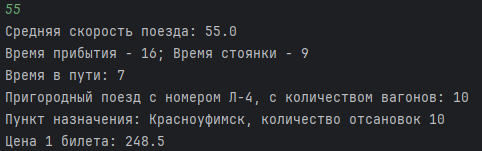 55
Средняя скорость поезда: 55.0
Время прибытия - 16; Время стоянки - 9
Время в пути: 7
Пригородный поезд с номером Л-4, с количеством вагонов: 10
Пункт назначения: Красноуфимск, количество отсановок 10
Цена 1 билета: 248.5